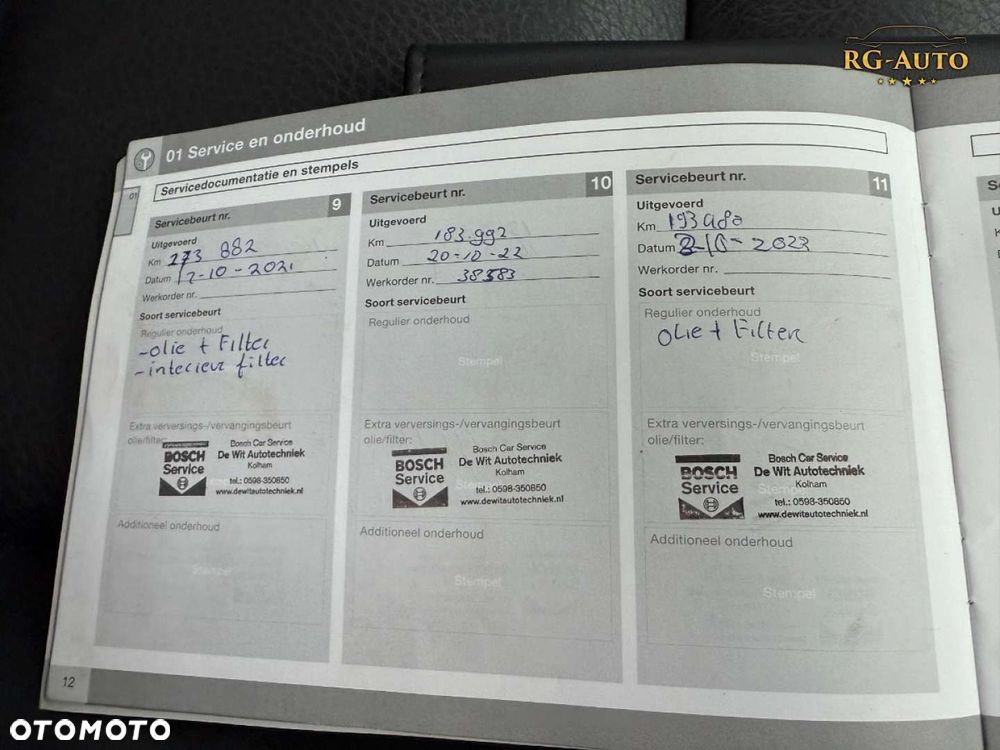 RG-AUTO
01 Service en onderhoud
Servicedocumentatie en stempels
01
Servicebeurt nr. 9
Uitgevoerd
Km 273 882
Datum 12-10-2021
Werkorder nr.
Soort servicebeurt
Regulier onderhoud
-olie + Filter
-interieur filter
Extra verversings-/vervangingsbeurt
olie/filter:
BOSCH
Service
Bosch Car Service
De Wit Autotechniek
Kolham
tel.: 0598-350850
www.dewitautotechniek.nl
Additioneel onderhoud
Stempel
Servicebeurt nr. 10
Uitgevoerd
Km 183.992
Datum 20-10-22
Werkorder nr. 38583
Soort servicebeurt
Regulier onderhoud
Stempel
Extra verversings-/vervangingsbeurt
olie/filter:
BOSCH
Service
Bosch Car Service
De Wit Autotechniek
Kolham
Stempel
tel.: 0598-350850
www.dewitautotechniek.nl
Additioneel onderhoud
Stempel
Servicebeurt nr. 11
Uitgevoerd
Km
Datum
Werkorder nr.
Soort servicebeurt
Regulier onderhoud
olie + Filter
Stempel
Extra verversings-/vervangingsbeurt
olie/filter:
BOSCH
Service
Bosch Car Service
De Wit Autotechniek
Kolham
tel.: 0598-350850
www.dewitautotechniek.nl
Additioneel onderhoud
Stempel
12
OTOMOTO